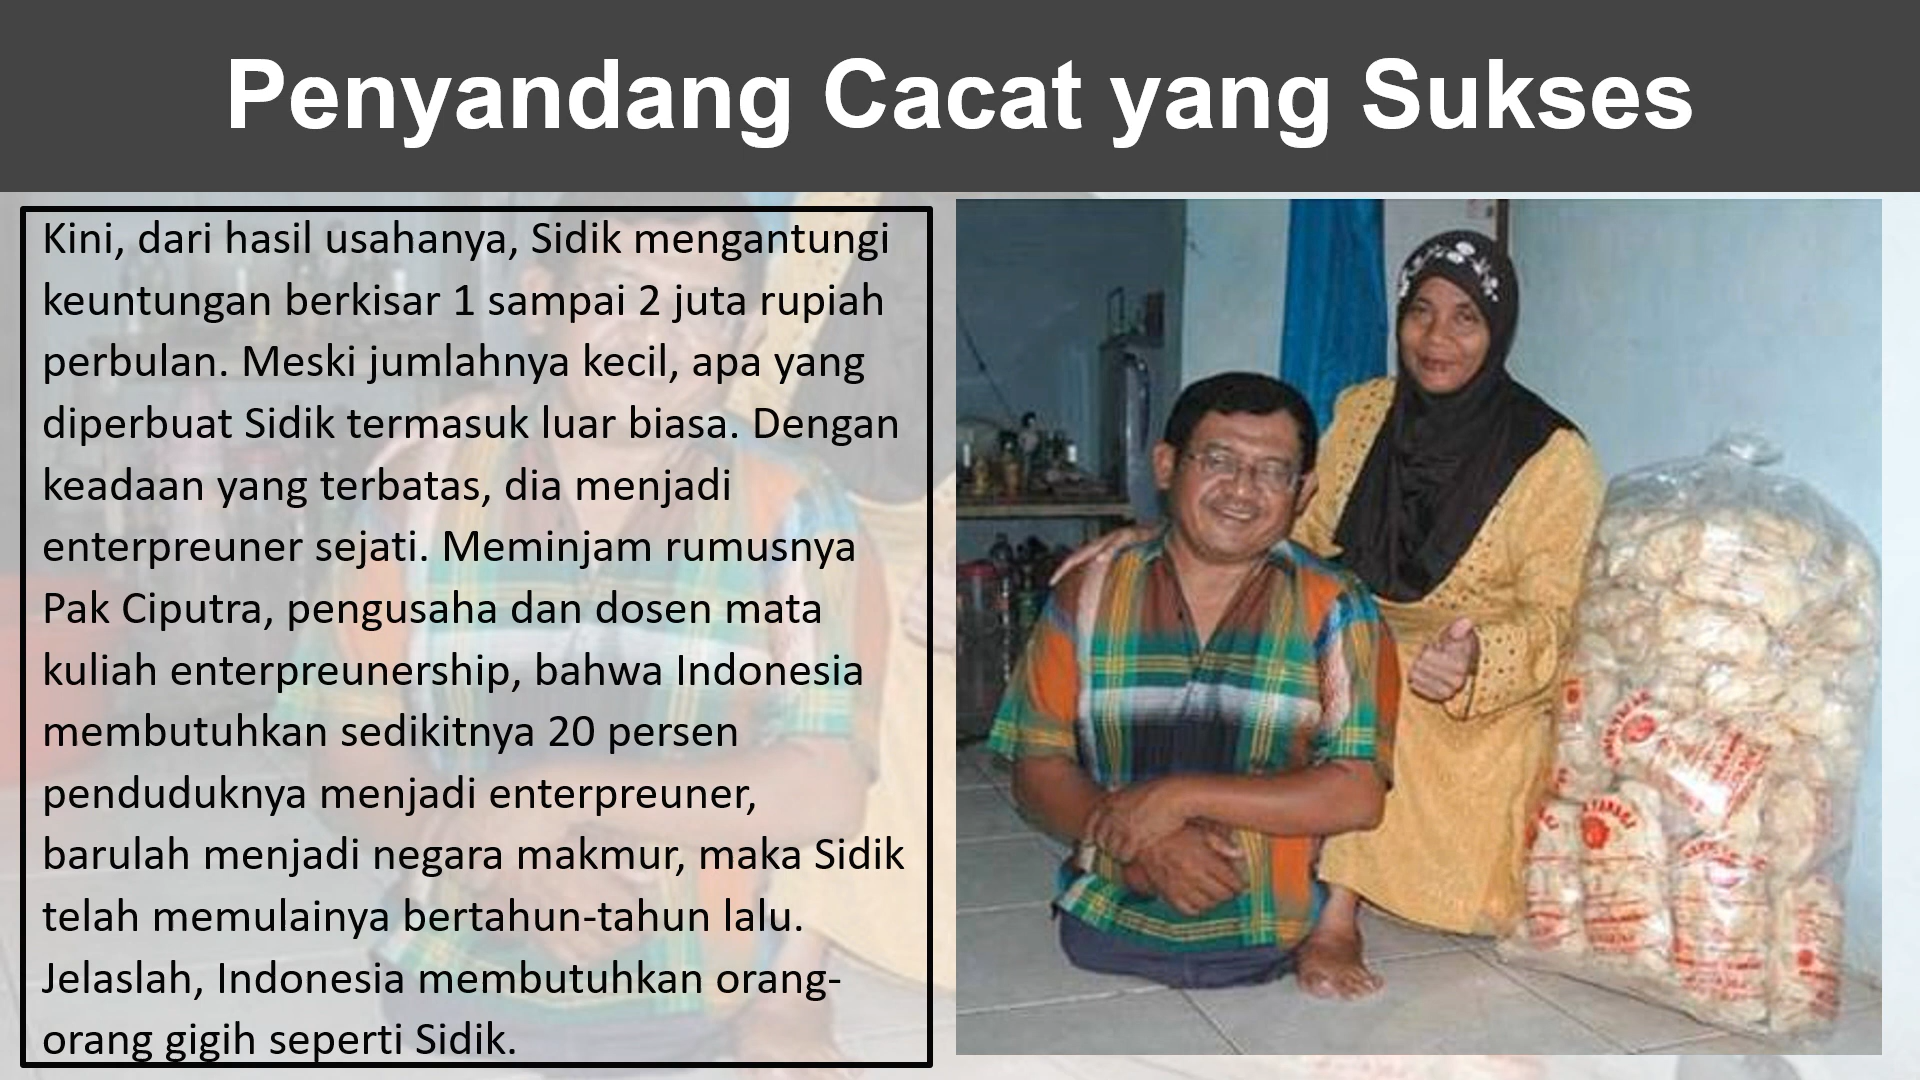 Penyandang Cacat yang Sukses
Kini, dari hasil usahanya, Sidik mengantungi
keuntungan berkisar 1 sampai 2 juta rupiah
perbulan. Meski jumlahnya kecil, apa yang
diperbuat Sidik termasuk luar biasa. Dengan
keadaan yang terbatas, dia menjadi
enterpreuner sejati. Meminjam rumusnya
Pak Ciputra, pengusaha dan dosen mata
kuliah enterpreunership, bahwa Indonesia
membutuhkan sedikitnya 20 persen
penduduknya menjadi enterpreuner,
barulah menjadi negara makmur, maka Sidik
telah memulainya bertahun-tahun lalu.
Jelaslah, Indonesia membutuhkan orang-
orang gigih seperti Sidik.